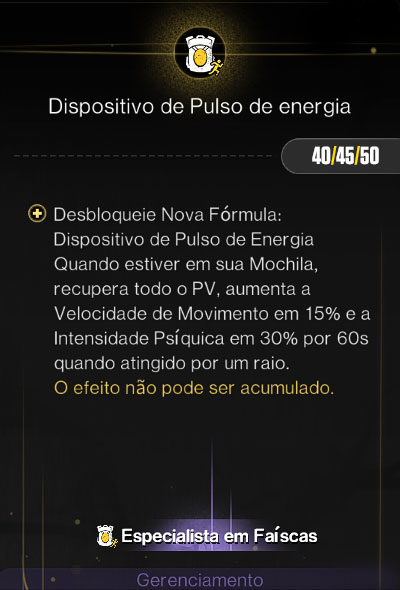 Dispositivo de Pulso de energia
40/45/50
Desbloqueie Nova Fórmula:
Dispositivo de Pulso de Energia
Quando estiver em sua Mochila,
recupera todo o PV, aumenta a
Velocidade de Movimento em 15% e a
Intensidade Psíquica em 30% por 60s
quando atingido por um raio.
O efeito não pode ser acumulado.
Especialista em Faíscas
Gerenciamento